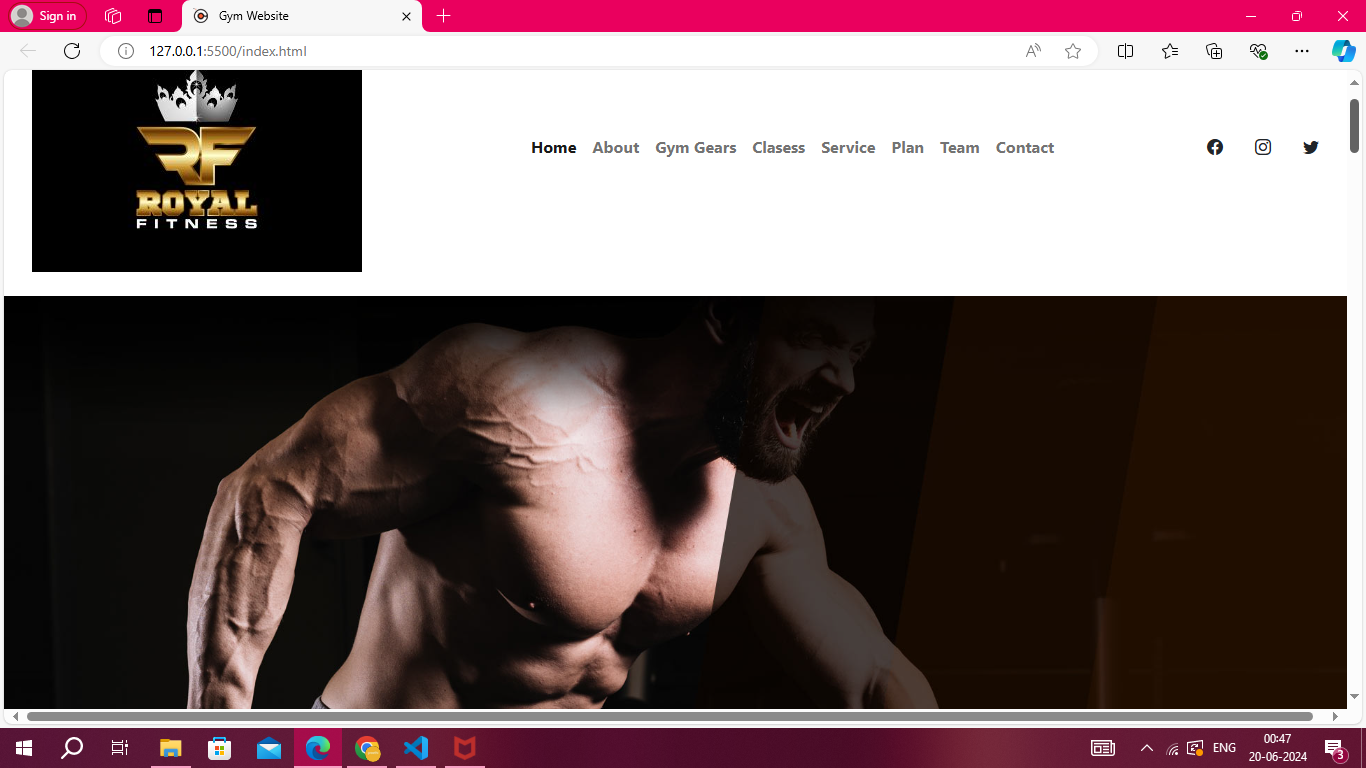 Sign in
Gym Website
127.0.0.1:5500/index.html
RF
ROYAL
FITNESS
Home About Gym Gears Clasess Service Plan Team Contact
ENG
00:47
20-06-2024
3